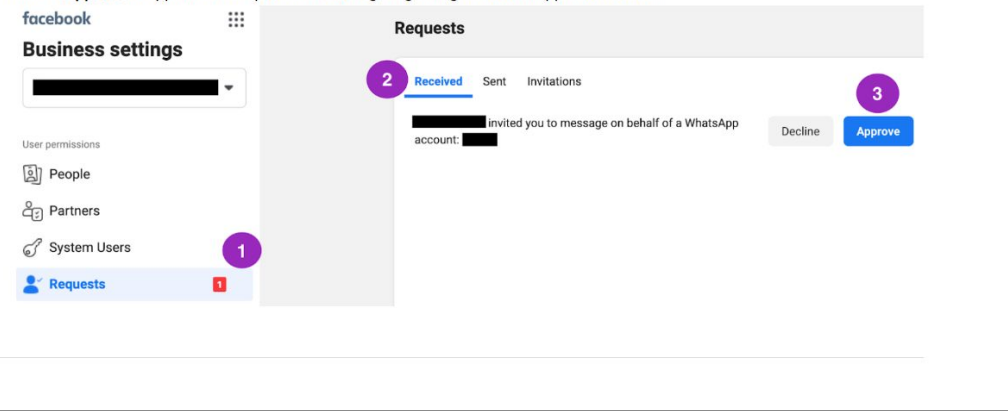 facebook
Business settings
User permissions
People
Partners
System Users
1
Requests
1
Requests
2
Received Sent Invitations
3
invited you to message on behalf of a WhatsApp
account:
Decline
Approve